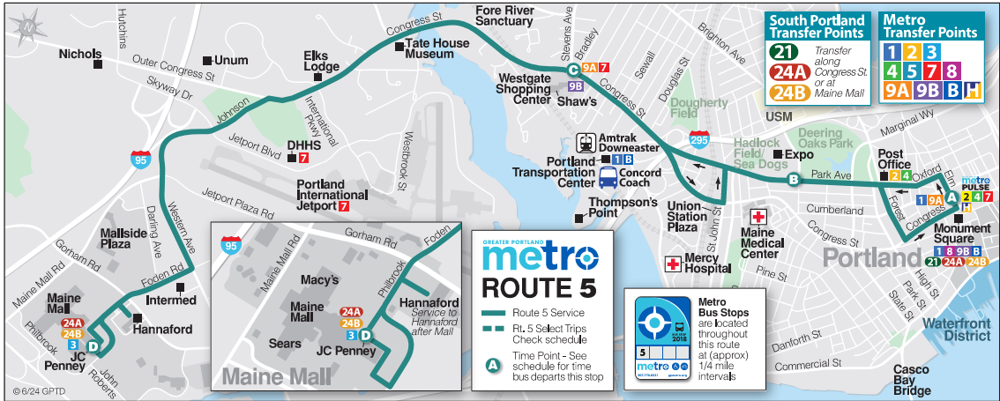 Hutchins
Nichols
Outer Congress St
Unum
Skyway Dr
Elks
Lodge
Congress St
Tate House
Museum
Fore River
Sanctuary
Stevens Ave
Bradley
C
9A 7
9B
Westgate
Shopping
Center
Shaw's
Sewall
Congress St
Douglas St
Brighton Ave
Dougherty
Field
USM
South Portland
Transfer Points
21
24A
24B
Transfer
along
Congress St.
or at
Maine Mall
Metro
Transfer Points
1 2 3
4 5 7 8
9A 9B B H
Marginal Wy
295
Deering
Oaks Park
Hadlock
Field/
Sea Dogs
Expo
Post
Office
2 4
Oxford
Elm
metro
PULSE
A
2 4 7
H
1 9A
Park Ave
B
Cumberland
Forest
Congress
Monument
Square
1 8 9B B
21 24A 24B
Portland
Congress St
High St
Park St
State St
Waterfront
District
Danforth St
Commercial St
Casco
Bay
Bridge
Pine St
Maine
Medical
Center
Mercy
Hospital
St John St
Union
Station
Plaza
Amtrak
Downeaster
Portland
Transportation
Center
1 B
Concord
Coach
Thompson's
Point
Johnson
International
Pkwy
Jetport Blvd
DHHS
7
Westbrook St
Portland
International
Jetport 7
Jetport Plaza Rd
95
Western Ave
Darling Ave
Mallside
Plaza
Gorham Rd
Foden Rd
Maine Mall Rd
Intermed
Maine
Mall
24A
24B
3
D
JC
Penney
Hannaford
Philbrook
John
Roberts
© 6/24 GPTD
95
Maine Mall Rd
Gorham Rd
Foden
Philbrook
Macy's
Maine
Mall
Sears
24A
24B
3
D
JC Penney
Hannaford
Service to
Hannaford
after Mall
Maine Mall
GREATER PORTLAND
metro
ROUTE 5
Route 5 Service
Rt. 5 Select Trips
Check schedule
A
Time Point - See
schedule for time
bus departs this stop
BUS STOP
2018
5
metro
207.774.0351
gpmetro.org
Metro
Bus Stops
are located
throughout
this route
at (approx)
1/4 mile
intervals